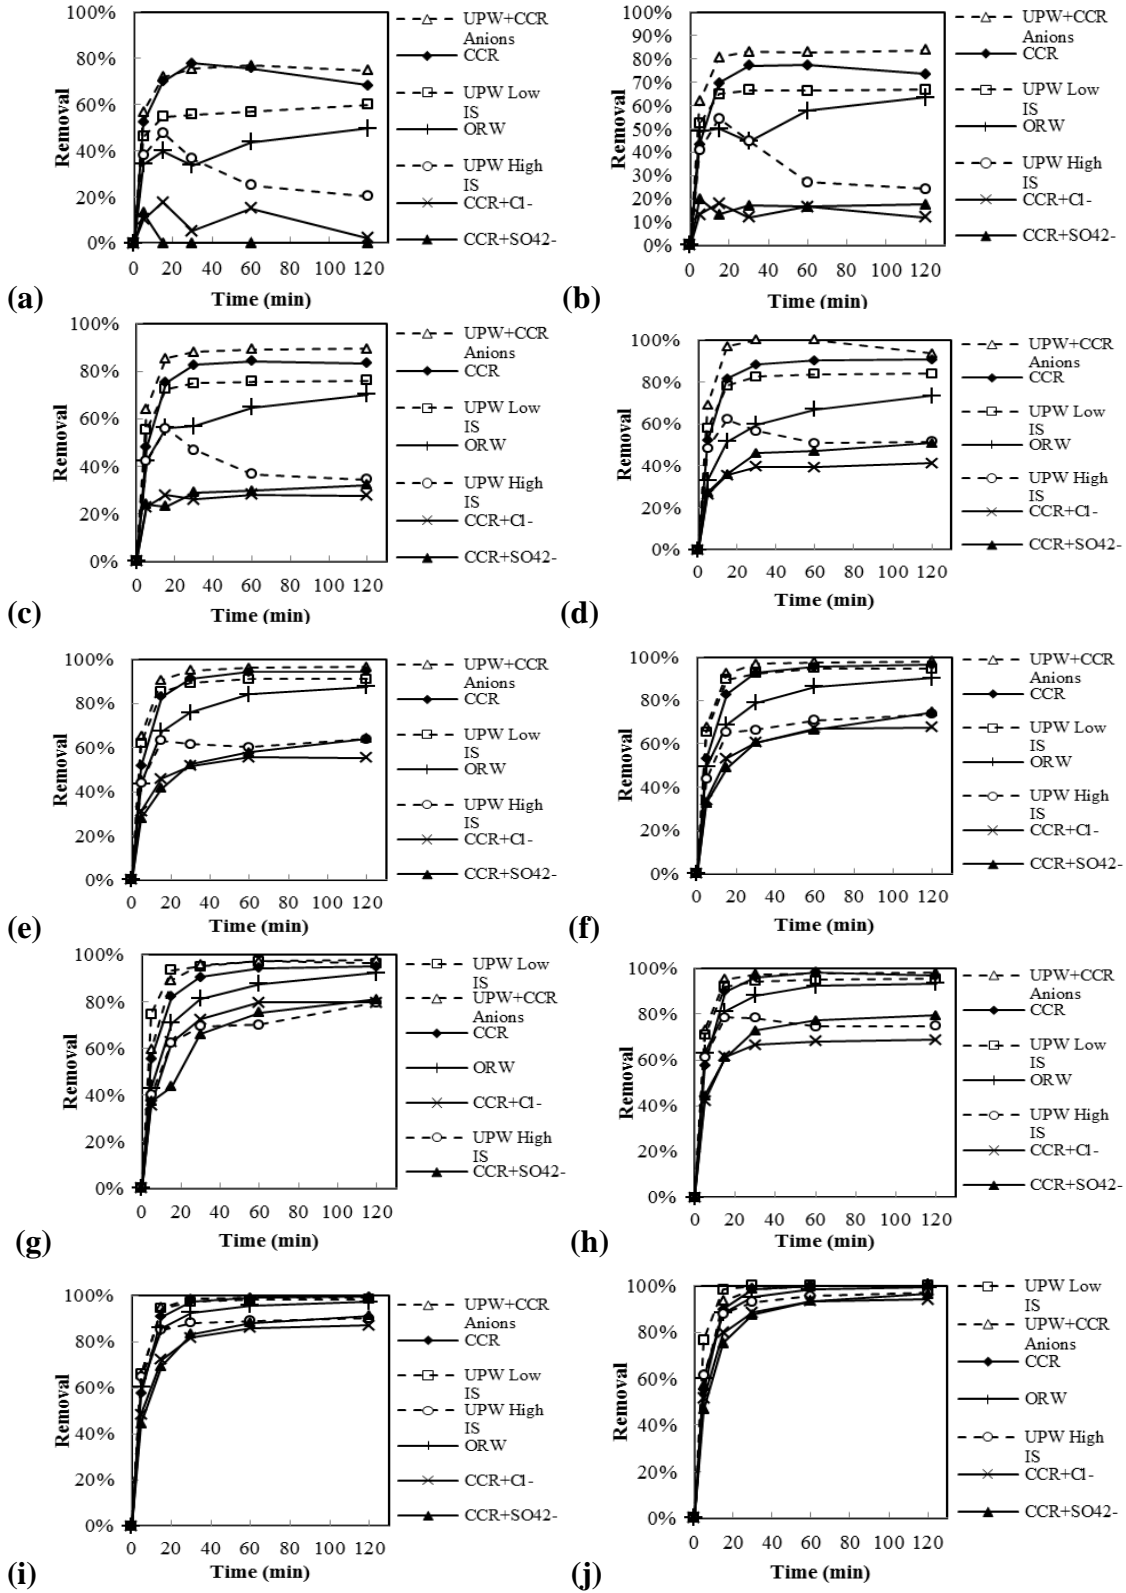 100%
80%
60%
40%
20%
0%
Removal
0 20 40 60 80 100 120
Time (min)
UPW+CCR
Anions
CCR
UPW Low
IS
ORW
UPW High
IS
CCR+Cl-
CCR+SO42-
(a)
100%
90%
80%
70%
60%
50%
40%
30%
20%
10%
0%
Removal
0 20 40 60 80 100 120
Time (min)
UPW+CCR
Anions
CCR
UPW Low
IS
ORW
UPW High
IS
CCR+Cl-
CCR+SO42-
(b)
100%
80%
60%
40%
20%
0%
Removal
0 20 40 60 80 100 120
Time (min)
UPW+CCR
Anions
CCR
UPW Low
IS
ORW
UPW High
IS
CCR+Cl-
CCR+SO42-
(c)
100%
80%
60%
40%
20%
0%
Removal
0 20 40 60 80 100 120
Time (min)
UPW+CCR
Anions
CCR
UPW Low
IS
ORW
UPW High
IS
CCR+Cl-
CCR+SO42-
(d)
100%
80%
60%
40%
20%
0%
Removal
0 20 40 60 80 100 120
Time (min)
UPW+CCR
Anions
CCR
UPW Low
IS
ORW
UPW High
IS
CCR+Cl-
CCR+SO42-
(e)
100%
80%
60%
40%
20%
0%
Removal
0 20 40 60 80 100 120
Time (min)
UPW+CCR
Anions
CCR
UPW Low
IS
ORW
UPW High
IS
CCR+Cl-
CCR+SO42-
(f)
100%
80%
60%
40%
20%
0%
Removal
0 20 40 60 80 100 120
Time (min)
UPW Low
IS
UPW+CCR
Anions
CCR
ORW
CCR+Cl-
UPW High
IS
CCR+SO42-
(g)
100%
80%
60%
40%
20%
0%
Removal
0 20 40 60 80 100 120
Time (min)
UPW+CCR
Anions
CCR
UPW Low
IS
ORW
UPW High
IS
CCR+Cl-
CCR+SO42-
(h)
100%
80%
60%
40%
20%
0%
Removal
0 20 40 60 80 100 120
Time (min)
UPW+CCR
Anions
CCR
UPW Low
IS
UPW High
IS
ORW
CCR+Cl-
CCR+SO42-
(i)
100%
80%
60%
40%
20%
0%
Removal
0 20 40 60 80 100 120
Time (min)
UPW Low
IS
UPW+CCR
Anions
CCR
ORW
UPW High
IS
CCR+Cl-
CCR+SO42-
(j)